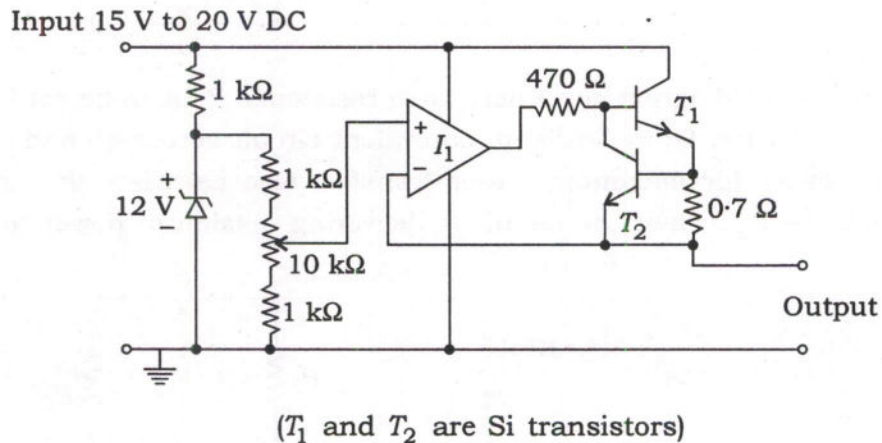 Input 15 V to 20 V DC
1 kΩ
470 Ω
T₁
+
I₁
−
1 kΩ
+
12 V
−
T₂
0·7 Ω
10 kΩ
1 kΩ
Output
(T₁ and T₂ are Si transistors)